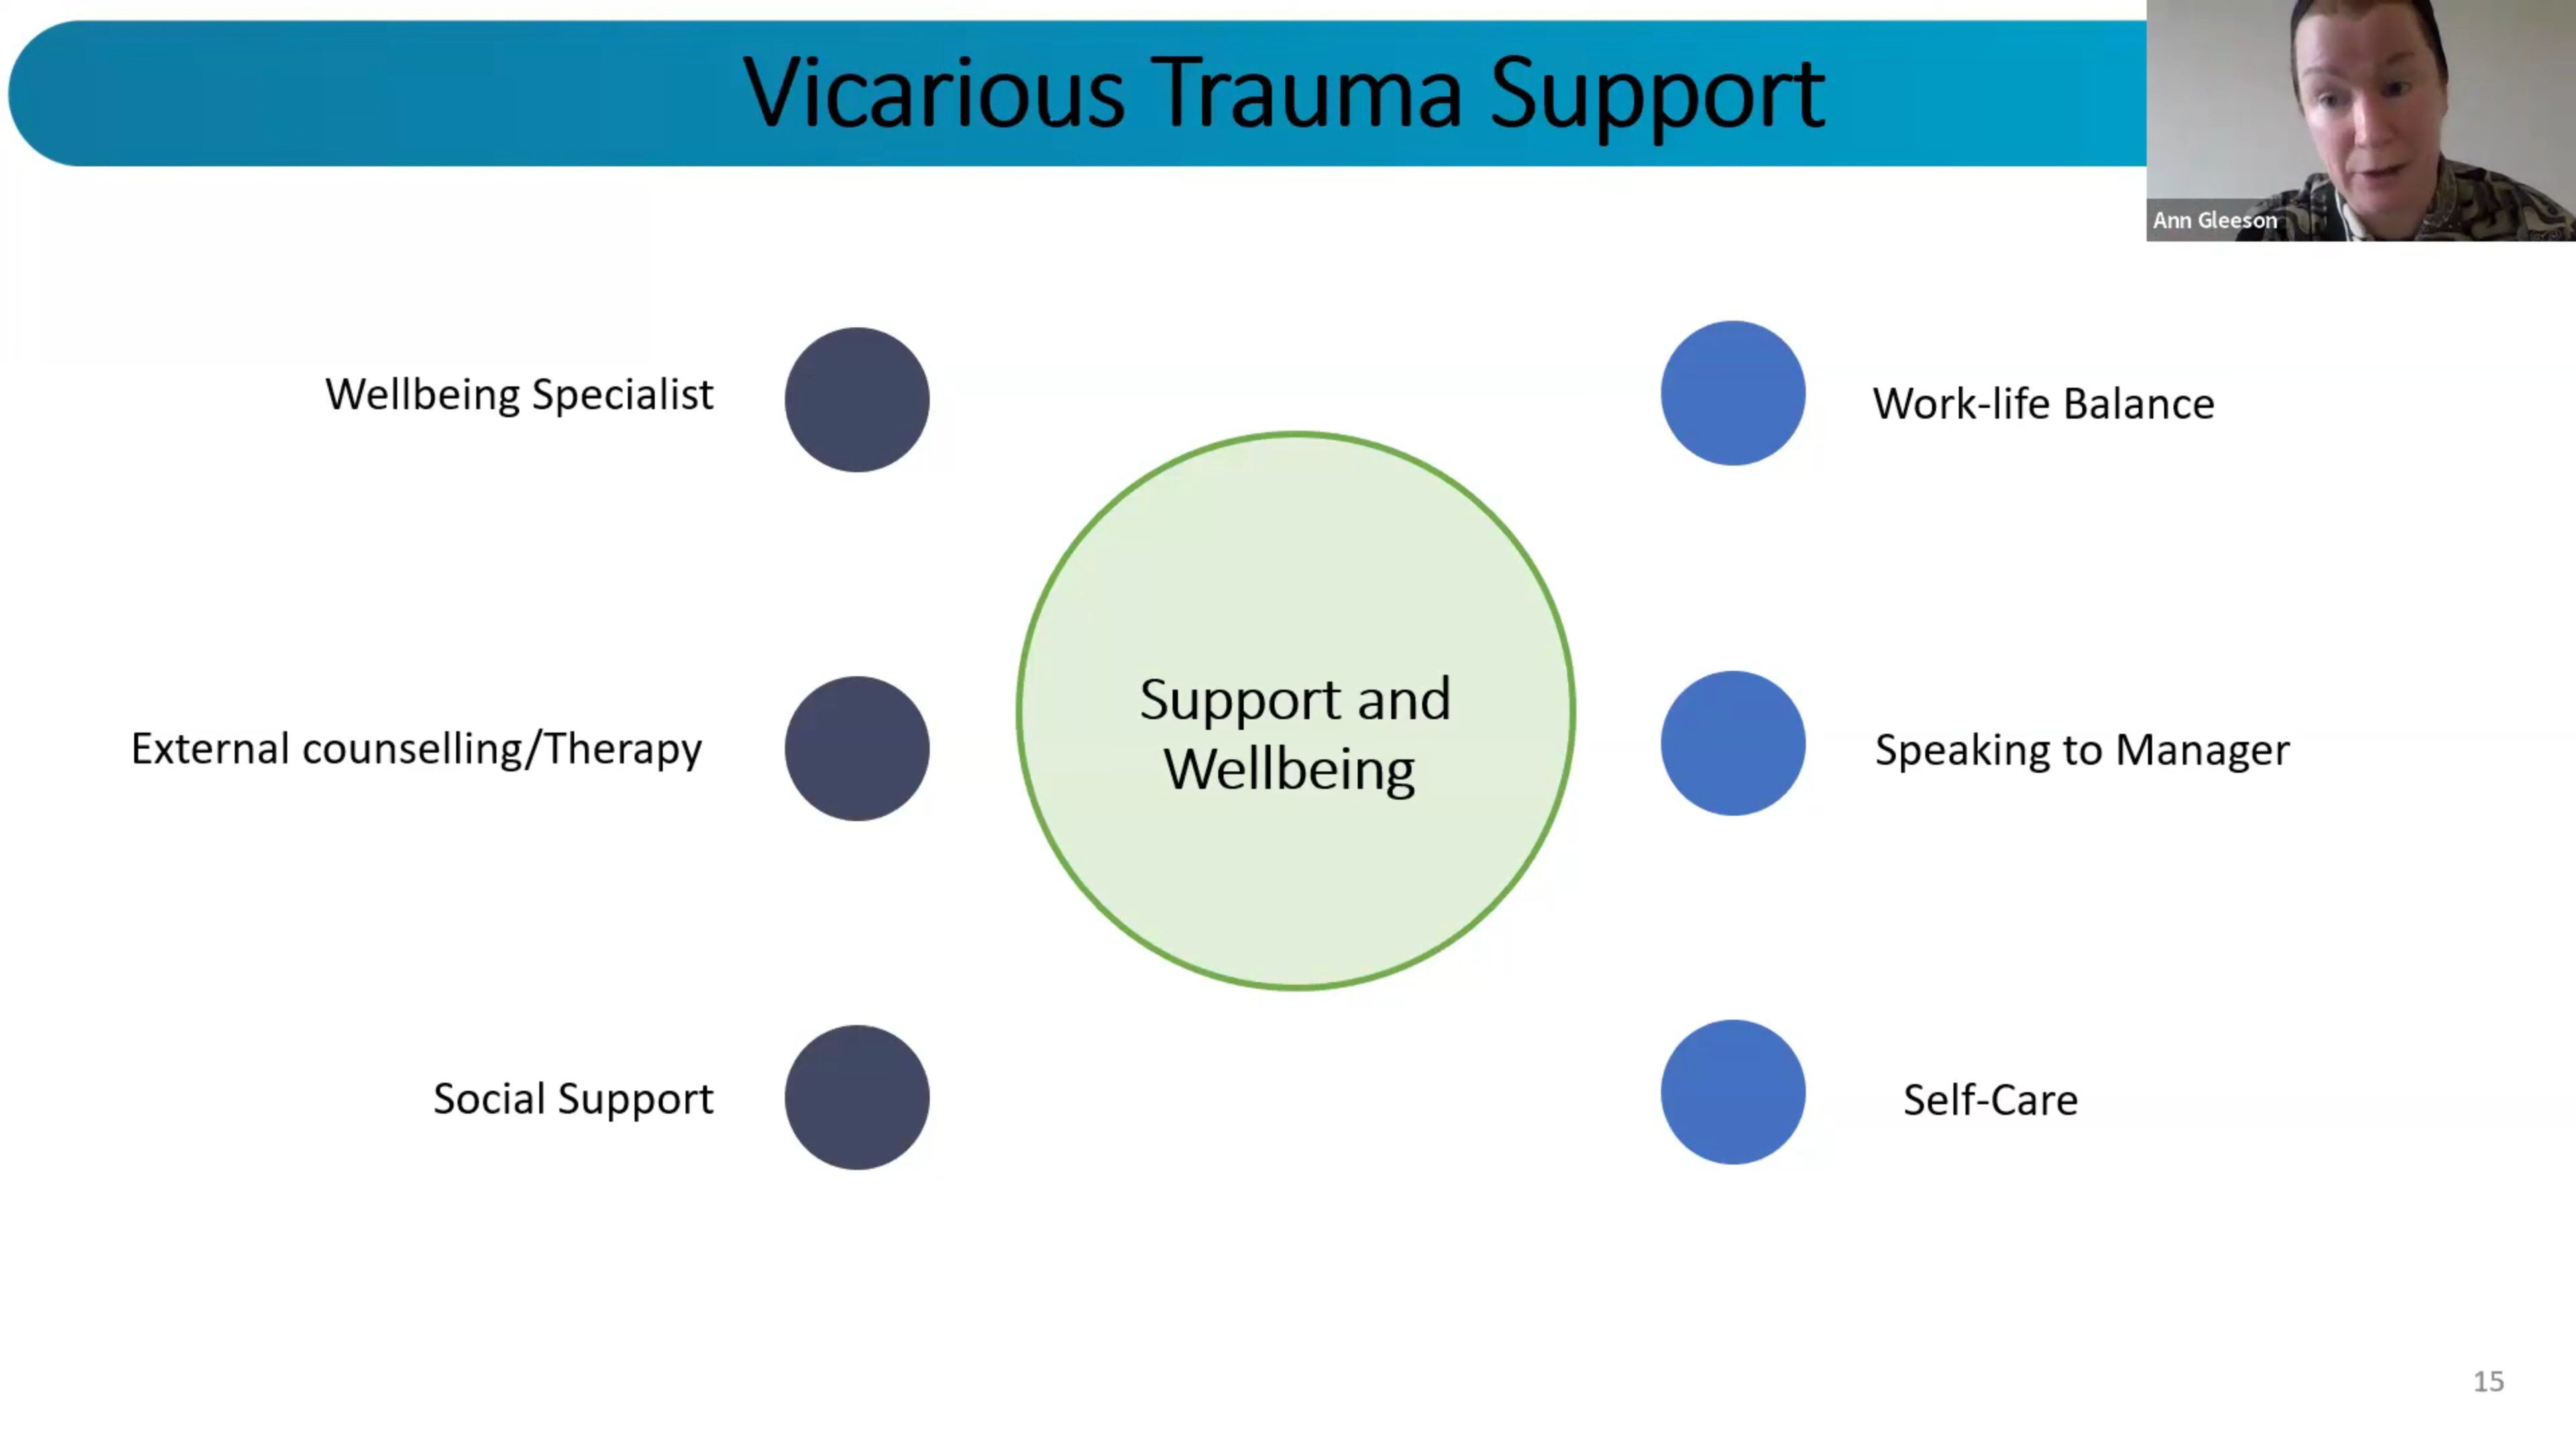 Vicarious Trauma Support
Ann Gleeson
Wellbeing Specialist
Work-life Balance
Support and
Wellbeing
External counselling/Therapy
Speaking to Manager
Social Support
Self-Care
15